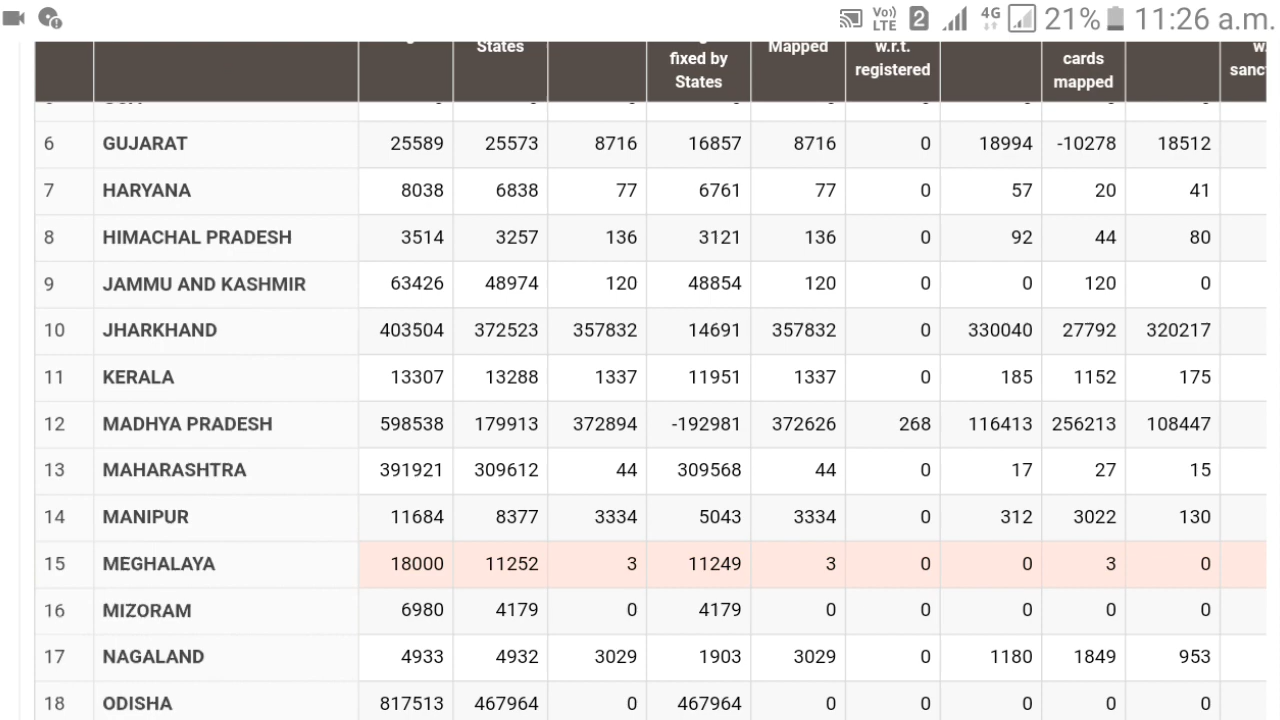 Vo)) LTE 2 4G 21% 11:26 a.m.
States fixed by States Mapped w.r.t. registered cards mapped
6 GUJARAT 25589 25573 8716 16857 8716 0 18994 -10278 18512
7 HARYANA 8038 6838 77 6761 77 0 57 20 41
8 HIMACHAL PRADESH 3514 3257 136 3121 136 0 92 44 80
9 JAMMU AND KASHMIR 63426 48974 120 48854 120 0 0 120 0
10 JHARKHAND 403504 372523 357832 14691 357832 0 330040 27792 320217
11 KERALA 13307 13288 1337 11951 1337 0 185 1152 175
12 MADHYA PRADESH 598538 179913 372894 -192981 372626 268 116413 256213 108447
13 MAHARASHTRA 391921 309612 44 309568 44 0 17 27 15
14 MANIPUR 11684 8377 3334 5043 3334 0 312 3022 130
15 MEGHALAYA 18000 11252 3 11249 3 0 0 3 0
16 MIZORAM 6980 4179 0 4179 0 0 0 0 0
17 NAGALAND 4933 4932 3029 1903 3029 0 1180 1849 953
18 ODISHA 817513 467964 0 467964 0 0 0 0 0